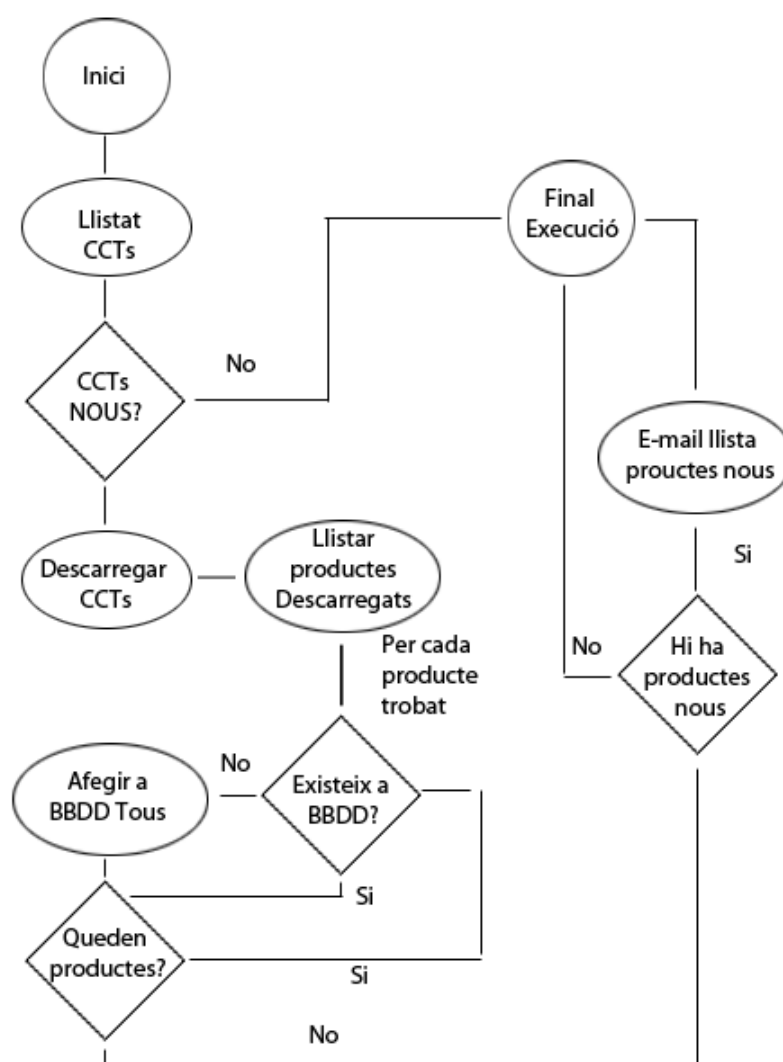 Inici
Llistat
CCTs
Final
Execució
CCTs
NOUS?
No
E-mail llista
prouctes nous
Descarregar
CCTs
Llistar
productes
Descarregats
Si
Per cada
producte
trobat
No
Hi ha
productes
nous
Afegir a
BBDD Tous
No
Existeix a
BBDD?
Si
Queden
productes?
Si
No